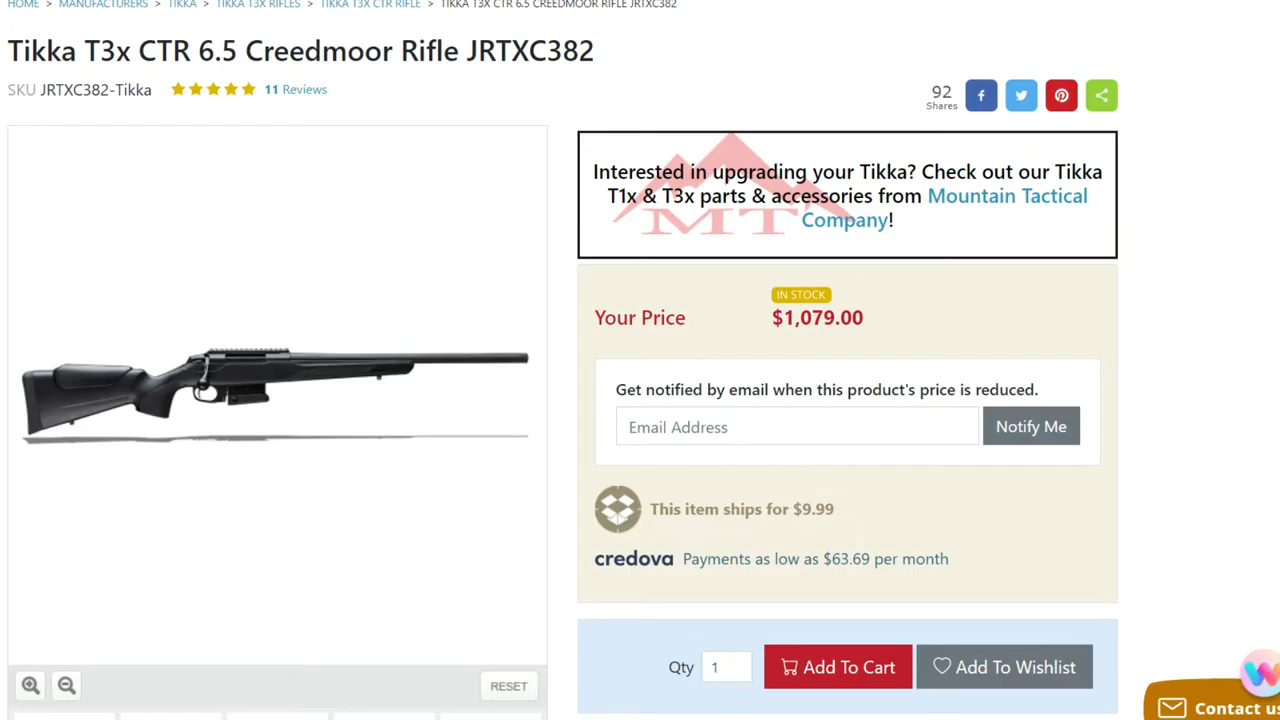 HOME > MANUFACTURERS > TIKKA > TIKKA T3X RIFLES > TIKKA T3X CTR RIFLE > TIKKA T3X CTR 6.5 CREEDMOOR RIFLE JRTXC382
Tikka T3x CTR 6.5 Creedmoor Rifle JRTXC382
SKU JRTXC382-Tikka 11 Reviews
92
Shares
Interested in upgrading your Tikka? Check out our Tikka
T1x & T3x parts & accessories from Mountain Tactical
Company!
MT
IN STOCK
Your Price $1,079.00
Get notified by email when this product's price is reduced.
Email Address Notify Me
This item ships for $9.99
credova Payments as low as $63.69 per month
Qty 1 Add To Cart Add To Wishlist
RESET
Contact us